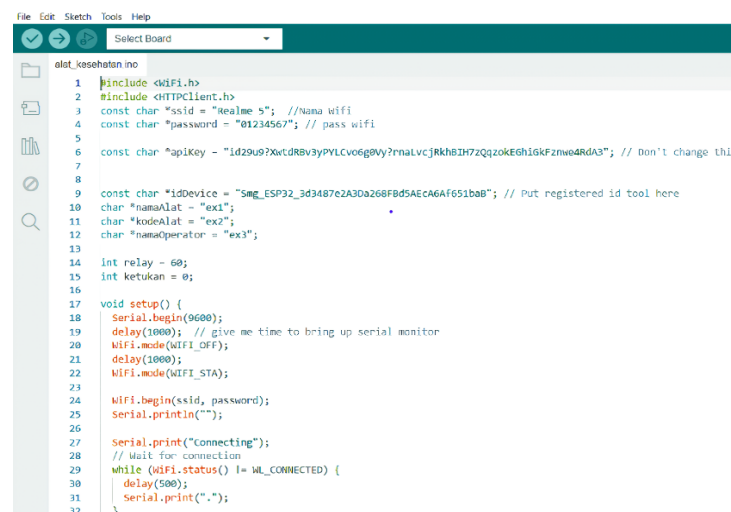 File Edit Sketch Tools Help
Select Board
alat_kesehatan.ino
1 #include <WiFi.h>
2 #include <HTTPClient.h>
3 const char *ssid = "Realme 5"; //Nama Wifi
4 const char *password = "01234567"; // pass wifi
5
6 const char *apiKey = // Don't change thi
7
8
9 const char *idDevice = "Smg_ESP32_3d3487e2A3Da268FBd5AEcA6Af651baB"; // Put registered id tool here
10 char *namaAlat = "ex1";
11 char *kodeAlat = "ex2";
12 char *namaOperator = "ex3";
13
14 int relay = 60;
15 int ketukan = 0;
16
17 void setup() {
18 Serial.begin(9600);
19 delay(1000); // give me time to bring up serial monitor
20 WiFi.mode(WIFI_OFF);
21 delay(1000);
22 WiFi.mode(WIFI_STA);
23
24 WiFi.begin(ssid, password);
25 Serial.println("");
26
27 Serial.print("Connecting");
28 // Wait for connection
29 while (WiFi.status() != WL_CONNECTED) {
30 delay(500);
31 Serial.print(".");
32 }